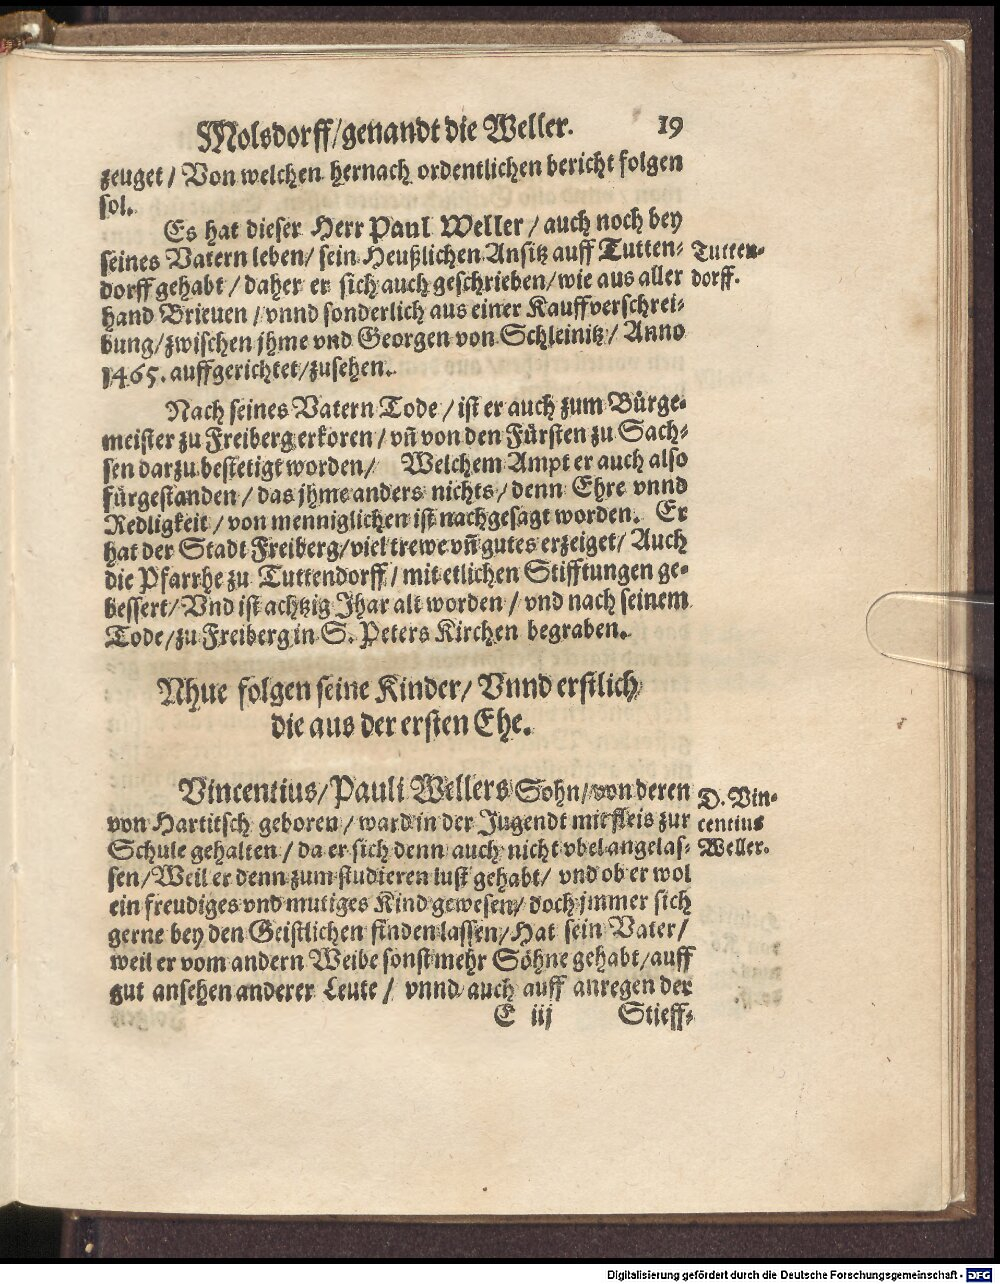 Molsdorff/genandt die Weller. 19
zeuget / Von welchen hernach ordentlichen bericht folgen
sol.
Es hat dieser Herr Paul Weller / auch noch bey
seines Vatern leben / sein Heußlichen Ansitz auff Tutten-
dorff gehabt / daher er sich auch geschrieben / wie aus aller
hand Brieuen / vnnd sonderlich aus einer Kauffverschrei-
bung / zwischen jhme vnd Georgen von Schleinitz / Anno
1465. auffgerichtet / zusehen.
Tutten-
dorff.
Nach seines Vatern Tode / ist er auch zum Bürge-
meister zu Freiberg erkoren / vñ von den Fürsten zu Sach-
sen darzu bestetigt worden / Welchem Ampt er auch also
fürgestanden / das jhme anders nichts / denn Ehre vnnd
Redligkeit / von menniglichen ist nachgesagt worden. Er
hat der Stadt Freiberg / viel trewe vñ gutes erzeiget / Auch
die Pfarrhe zu Tuttendorff / mit etlichen Stifftungen ge-
bessert / Vnd ist achtzig Jhar alt worden / vnd nach seinem
Tode / zu Freiberg in S. Peters Kirchen begraben.
Nhue folgen seine Kinder / Vnnd erstlich
die aus der ersten Ehe.
Vincentius / Pauli Wellers Sohn / von deren
von Hartitsch geboren / ward in der Jugendt mit fleis zur
Schule gehalten / da er sich denn auch nicht vbel angelas-
sen / Weil er denn zum studieren lust gehabt / vnd ob er wol
ein freudiges vnd mutiges Kind gewesen / doch jmmer sich
gerne bey den Geistlichen finden lassen / Hat sein Vater /
weil er vom andern Weibe sonst mehr Söhne gehabt / auff
gut ansehen anderer Leute / vnnd auch auff anregen der
D. Vin-
centius
Weller.
E iij Stieff-
Digitalisierung gefördert durch die Deutsche Forschungsgemeinschaft - DFG